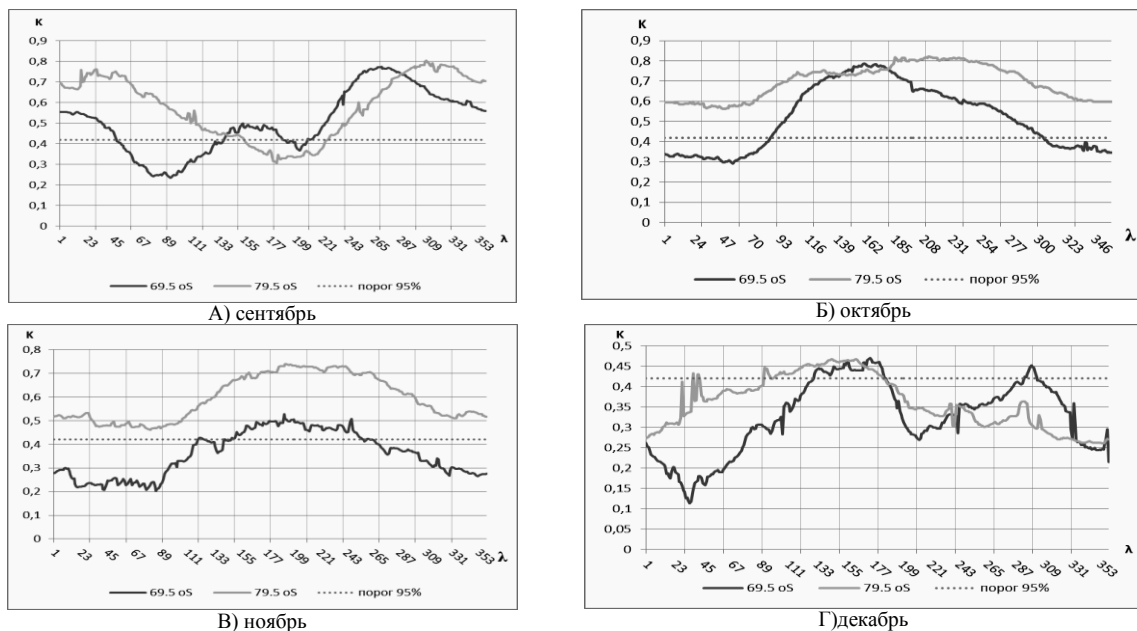 К
0,9
0,8
0,7
0,6
0,5
0,4
0,3
0,2
0,1
0
1 23 45 67 89 111 133 155 177 199 221 243 265 287 309 331 353 λ
69.5 oS 79.5 oS порог 95%
А) сентябрь
К
0,9
0,8
0,7
0,6
0,5
0,4
0,3
0,2
0,1
0
1 24 47 70 93 116 139 162 185 208 231 254 277 300 323 346 λ
69.5 oS 79.5 oS порог 95%
Б) октябрь
К
0,8
0,7
0,6
0,5
0,4
0,3
0,2
0,1
0
1 23 45 67 89 111 133 155 177 199 221 243 265 287 309 331 353 λ
69.5 oS 79.5 oS порог 95%
В) ноябрь
К
0,5
0,45
0,4
0,35
0,3
0,25
0,2
0,15
0,1
0,05
0
1 23 45 67 89 111 133 155 177 199 221 243 265 287 309 331 353 λ
69.5 oS 79.5 oS порог 95%
Г)декабрь